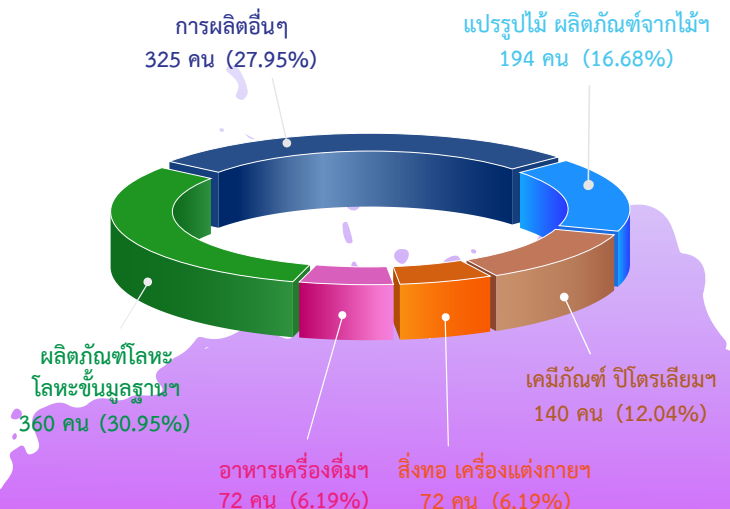 การผลิตอื่นๆ
325 คน (27.95%)
แปรรูปไม้ ผลิตภัณฑ์จากไม้ฯ
194 คน (16.68%)
ผลิตภัณฑ์โลหะ
โลหะขั้นมูลฐานฯ
360 คน (30.95%)
เคมีภัณฑ์ ปิโตรเลียมฯ
140 คน (12.04%)
อาหารเครื่องดื่มฯ
72 คน (6.19%)
สิ่งทอ เครื่องแต่งกายฯ
72 คน (6.19%)